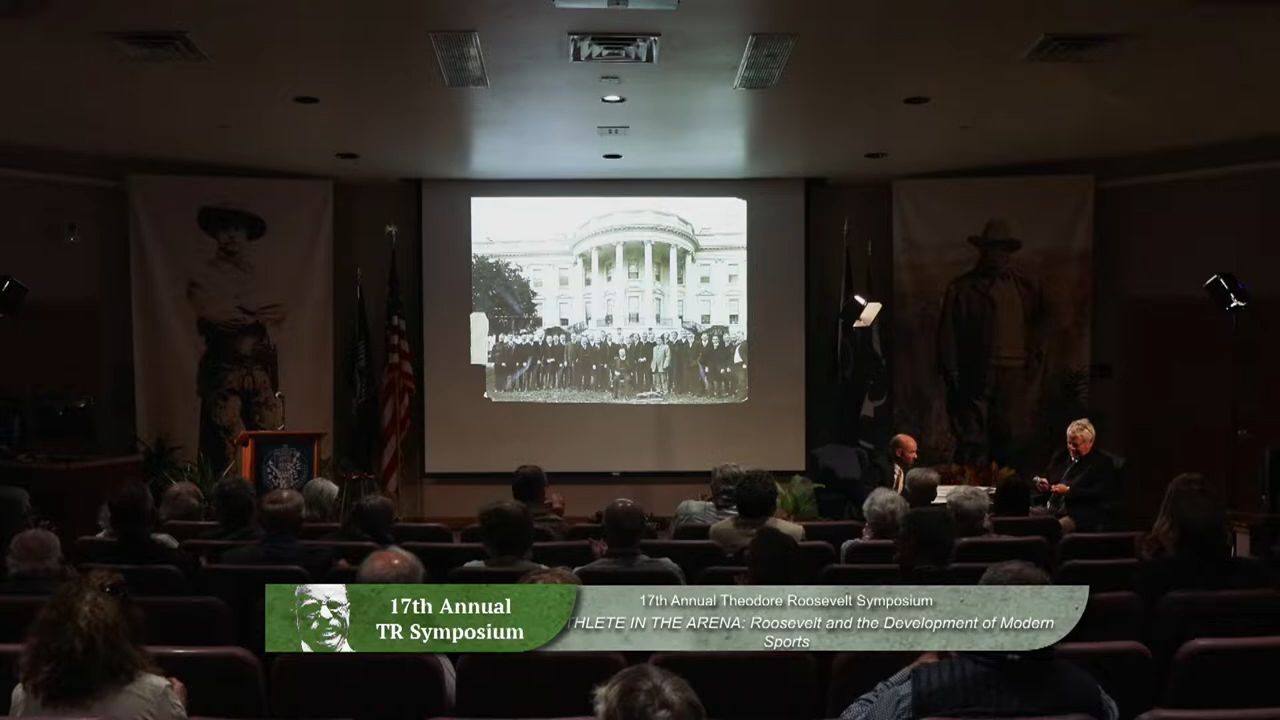 17th Annual
TR Symposium
17th Annual Theodore Roosevelt Symposium
THLETE IN THE ARENA: Roosevelt and the Development of Modern
Sports